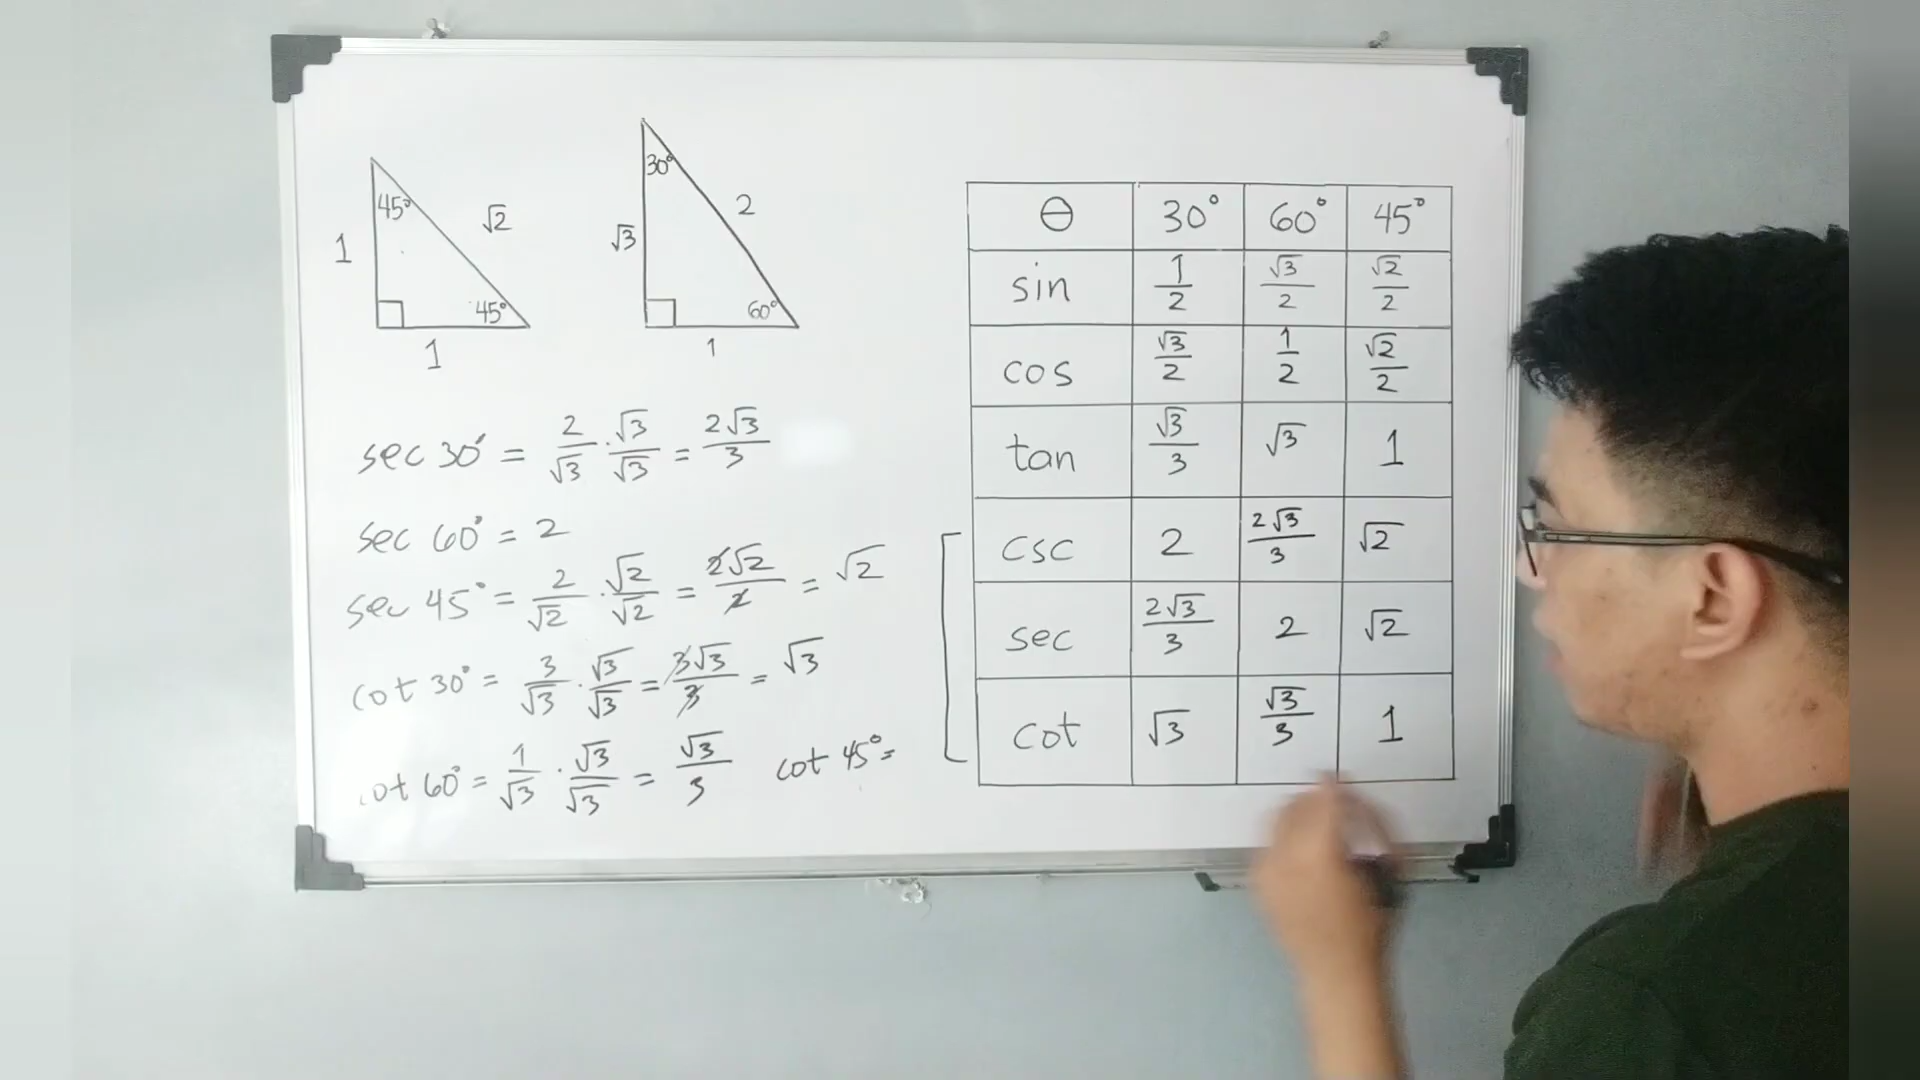 45° √2
1
45°
1
30° 2
√3
60°
1
sec 30° = 2/√3 · √3/√3 = 2√3/3
sec 60° = 2
sec 45° = 2/√2 · √2/√2 = 2√2/2 = √2
cot 30° = 3/√3 · √3/√3 = 3√3/3 = √3
cot 60° = 1/√3 · √3/√3 = √3/3 cot 45° =
θ 30° 60° 45°
sin 1/2 √3/2 √2/2
cos √3/2 1/2 √2/2
tan √3/3 √3 1
csc 2 2√3/3 √2
sec 2√3/3 2 √2
cot √3 √3/3 1